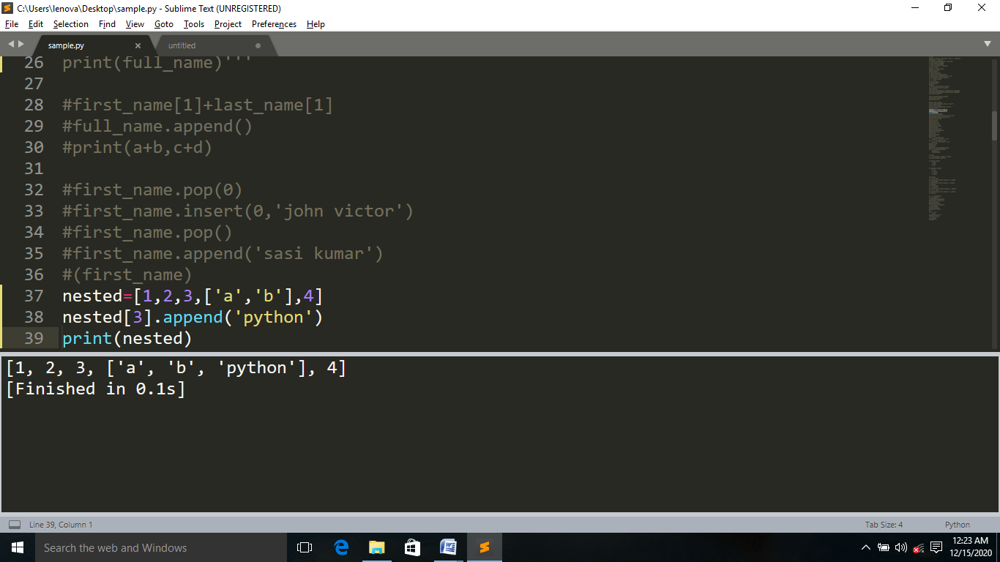 C:\Users\lenova\Desktop\sample.py - Sublime Text (UNREGISTERED)
File Edit Selection Find View Goto Tools Project Preferences Help
sample.py untitled
26 print(full_name)'''
27
28 #first_name[1]+last_name[1]
29 #full_name.append()
30 #print(a+b,c+d)
31
32 #first_name.pop(0)
33 #first_name.insert(0,'john victor')
34 #first_name.pop()
35 #first_name.append('sasi kumar')
36 #(first_name)
37 nested=[1,2,3,['a','b'],4]
38 nested[3].append('python')
39 print(nested)
[1, 2, 3, ['a', 'b', 'python'], 4]
[Finished in 0.1s]
Line 39, Column 1 Tab Size: 4 Python
Search the web and Windows
12:23 AM
12/15/2020